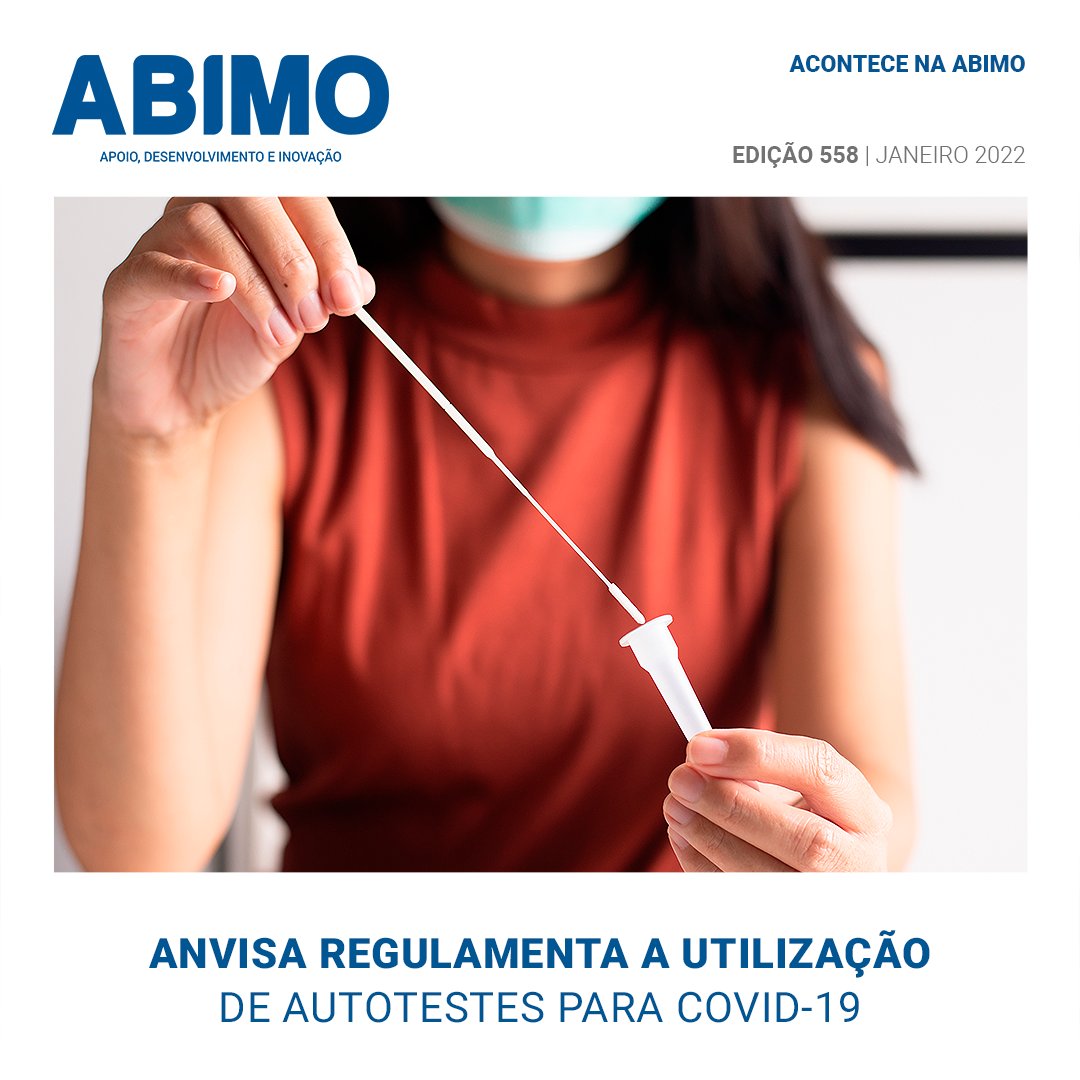 ABIMO
APOIO, DESENVOLVIMENTO E INOVAÇÃO
ACONTECE NA ABIMO
EDIÇÃO 558 | JANEIRO 2022
ANVISA REGULAMENTA A UTILIZAÇÃO
DE AUTOTESTES PARA COVID-19